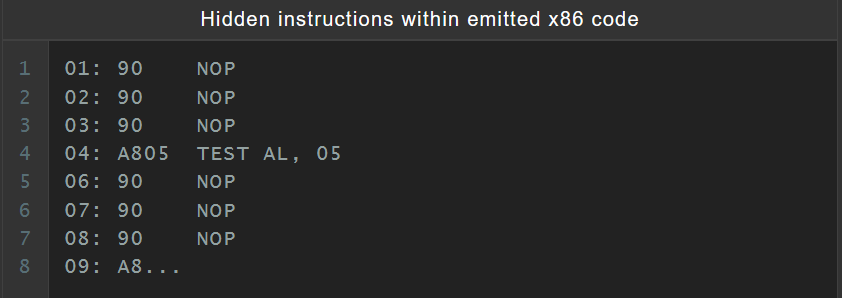 Hidden instructions within emitted x86 code
1 01: 90 NOP
2 02: 90 NOP
3 03: 90 NOP
4 04: A805 TEST AL, 05
5 06: 90 NOP
6 07: 90 NOP
7 08: 90 NOP
8 09: A8...